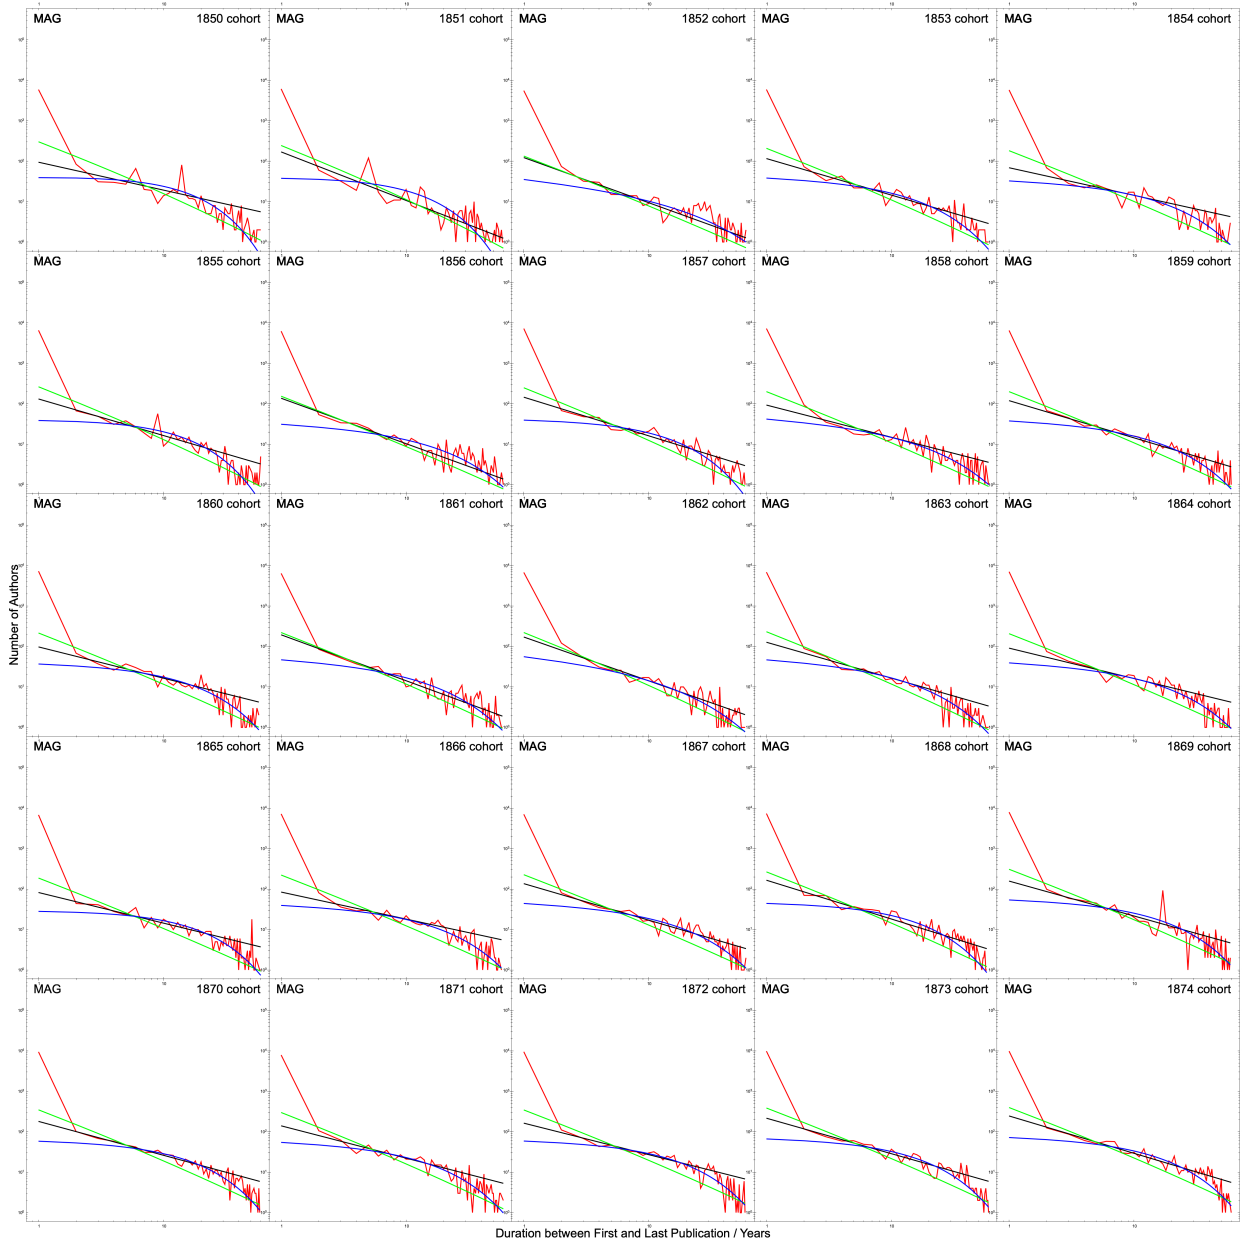 MAG 1850 cohort MAG 1851 cohort MAG 1852 cohort MAG 1853 cohort MAG 1854 cohort
MAG 1855 cohort MAG 1856 cohort MAG 1857 cohort MAG 1858 cohort MAG 1859 cohort
MAG 1860 cohort MAG 1861 cohort MAG 1862 cohort MAG 1863 cohort MAG 1864 cohort
Number of Authors
MAG 1865 cohort MAG 1866 cohort MAG 1867 cohort MAG 1868 cohort MAG 1869 cohort
MAG 1870 cohort MAG 1871 cohort MAG 1872 cohort MAG 1873 cohort MAG 1874 cohort
Duration between First and Last Publication / Years